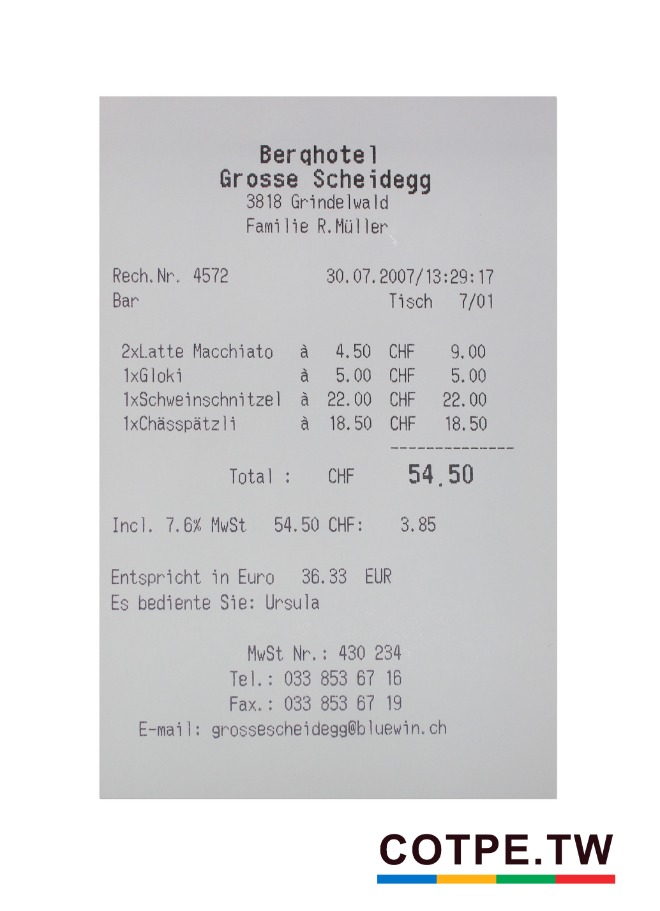 Berghotel
Grosse Scheidegg
3818 Grindelwald
Familie R.Müller
Rech.Nr. 4572 30.07.2007/13:29:17
Bar Tisch 7/01
2xLatte Macchiato à 4.50 CHF 9.00
1xGloki à 5.00 CHF 5.00
1xSchweinschnitzel à 22.00 CHF 22.00
1xChässpätzli à 18.50 CHF 18.50
Total : CHF 54.50
Incl. 7.6% MwSt 54.50 CHF: 3.85
Entspricht in Euro 36.33 EUR
Es bediente Sie: Ursula
MwSt Nr.: 430 234
Tel.: 033 853 67 16
Fax.: 033 853 67 19
E-mail: grossescheidegg@bluewin.ch
COTPE.TW